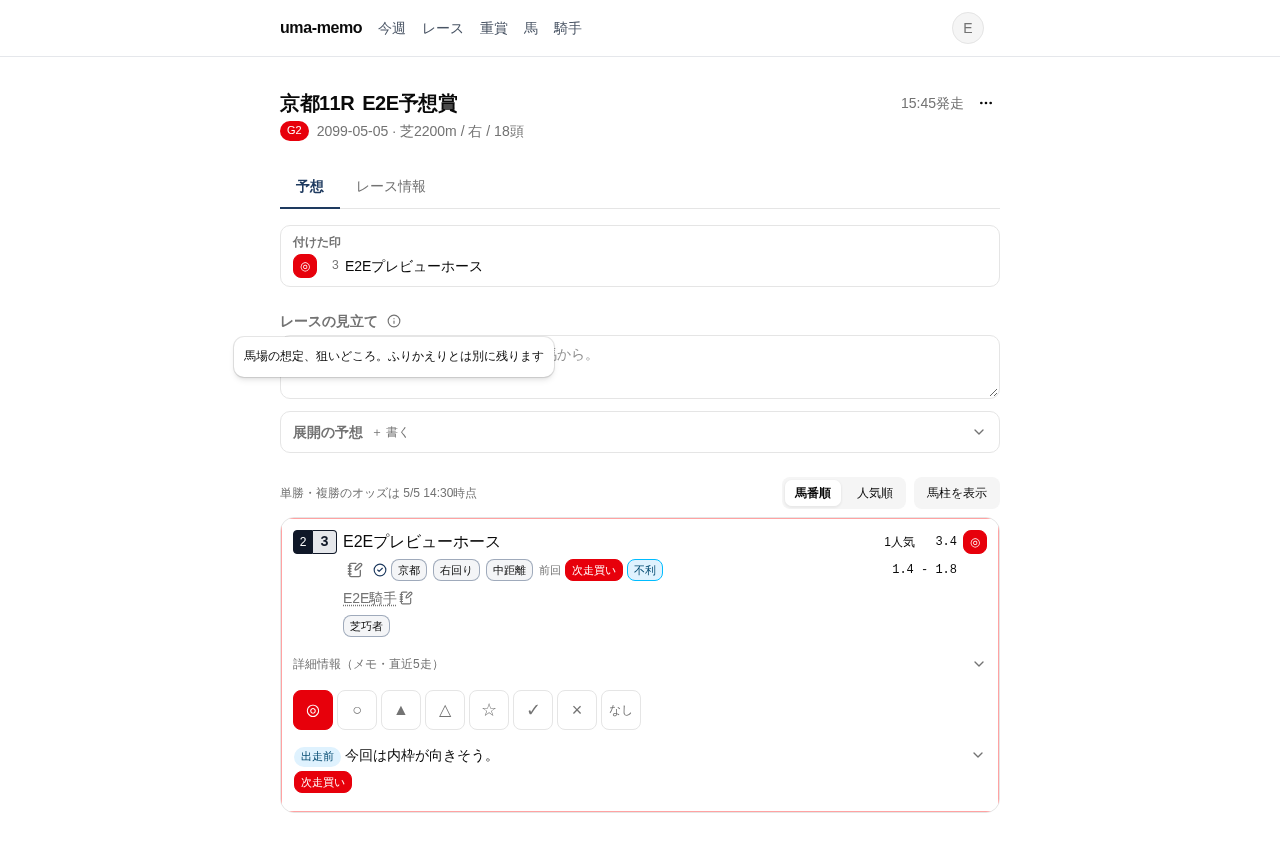 uma-memo 今週 レース 重賞 馬 騎手 E
京都11R E2E予想賞 15:45発走 …
G2 2099-05-05 · 芝2200m / 右 / 18頭
予想 レース情報
付けた印
◎ 3 E2Eプレビューホース
レースの見立て
馬場の想定、狙いどころ。ふりかえりとは別に残ります から。
展開の予想 + 書く
単勝・複勝のオッズは 5/5 14:30時点 馬番順 人気順 馬柱を表示
2 3 E2Eプレビューホース 1人気 3.4 ◎
京都 右回り 中距離 前回 次走買い 不利 1.4 - 1.8
E2E騎手
芝巧者
詳細情報（メモ・直近5走）
◎ ○ ▲ △ ☆ ✓ × なし
出走前 今回は内枠が向きそう。
次走買い